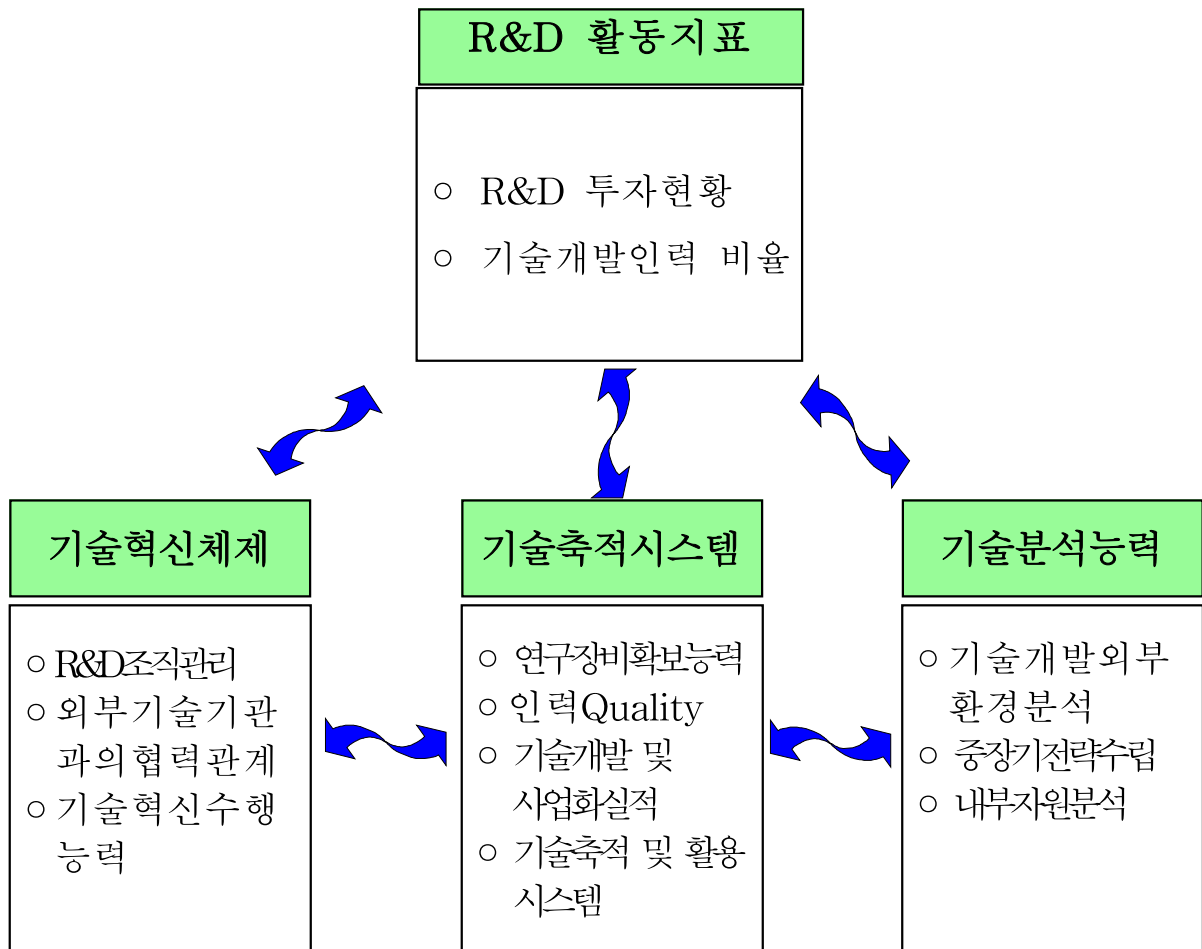 R&D 활동지표
○ R&D 투자현황
○ 기술개발인력 비율
기술혁신체제
○ R&D조직관리
○ 외부기술기관
과의협력관계
○ 기술혁신수행
능력
기술축적시스템
○ 연구장비확보능력
○ 인력Quality
○ 기술개발 및
사업화실적
○ 기술축적 및 활용
시스템
기술분석능력
○ 기술개발외부
환경분석
○ 중장기전략수립
○ 내부자원분석